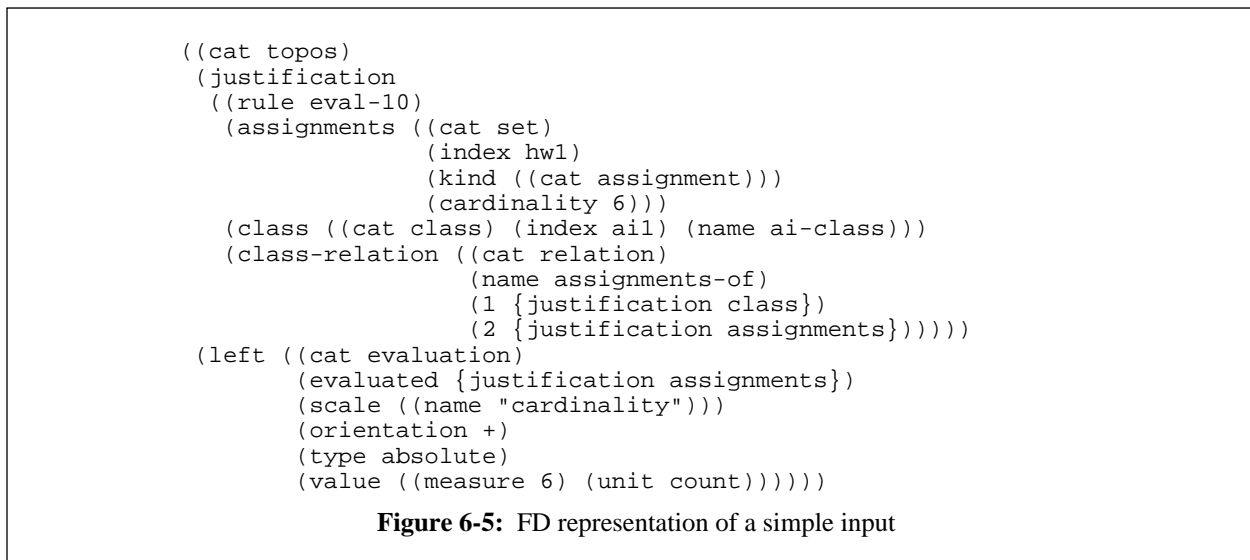 ((cat topos)
 (justification
  ((rule eval-10)
   (assignments ((cat set)
                 (index hw1)
                 (kind ((cat assignment)))
                 (cardinality 6)))
   (class ((cat class) (index ai1) (name ai-class)))
   (class-relation ((cat relation)
                    (name assignments-of)
                    (1 {justification class})
                    (2 {justification assignments})))))
 (left ((cat evaluation)
        (evaluated {justification assignments})
        (scale ((name "cardinality")))
        (orientation +)
        (type absolute)
        (value ((measure 6) (unit count))))))
Figure 6-5: FD representation of a simple input